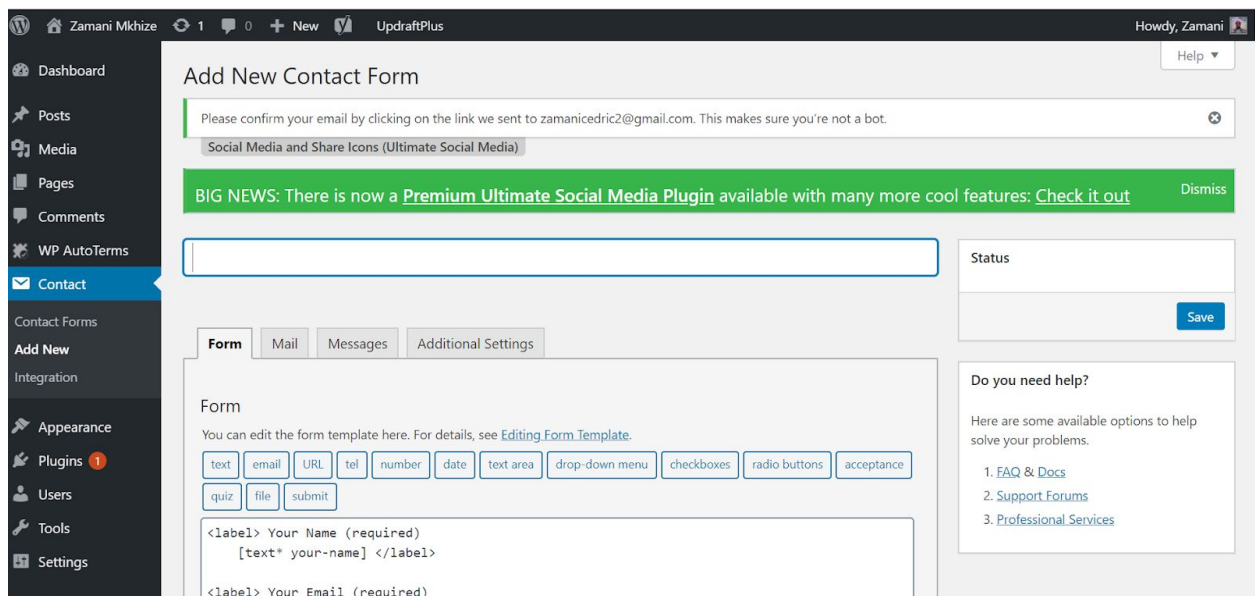 Zamani Mkhize 1 0 New UpdraftPlus Howdy, Zamani
Help
Dashboard
Posts
Media
Pages
Comments
WP AutoTerms
Contact
Contact Forms
Add New
Integration
Appearance
Plugins 1
Users
Tools
Settings
Add New Contact Form
Please confirm your email by clicking on the link we sent to zamanicedric2@gmail.com. This makes sure you're not a bot.
Social Media and Share Icons (Ultimate Social Media)
BIG NEWS: There is now a Premium Ultimate Social Media Plugin available with many more cool features: Check it out Dismiss
Form Mail Messages Additional Settings
Form
You can edit the form template here. For details, see Editing Form Template.
text email URL tel number date text area drop-down menu checkboxes radio buttons acceptance
quiz file submit
<label> Your Name (required)
[text* your-name] </label>
<label> Your Email (required)
Status
Save
Do you need help?
Here are some available options to help
solve your problems.
1. FAQ & Docs
2. Support Forums
3. Professional Services